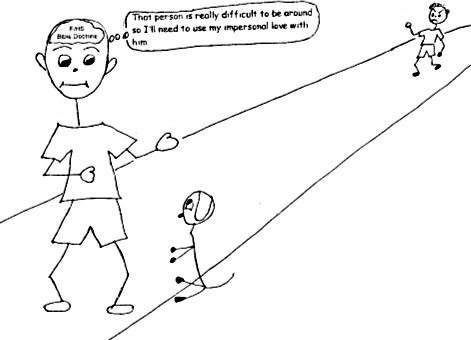 FHS
Bible Doctrine
That person is really difficult to be around
so I'll need to use my impersonal love with
him